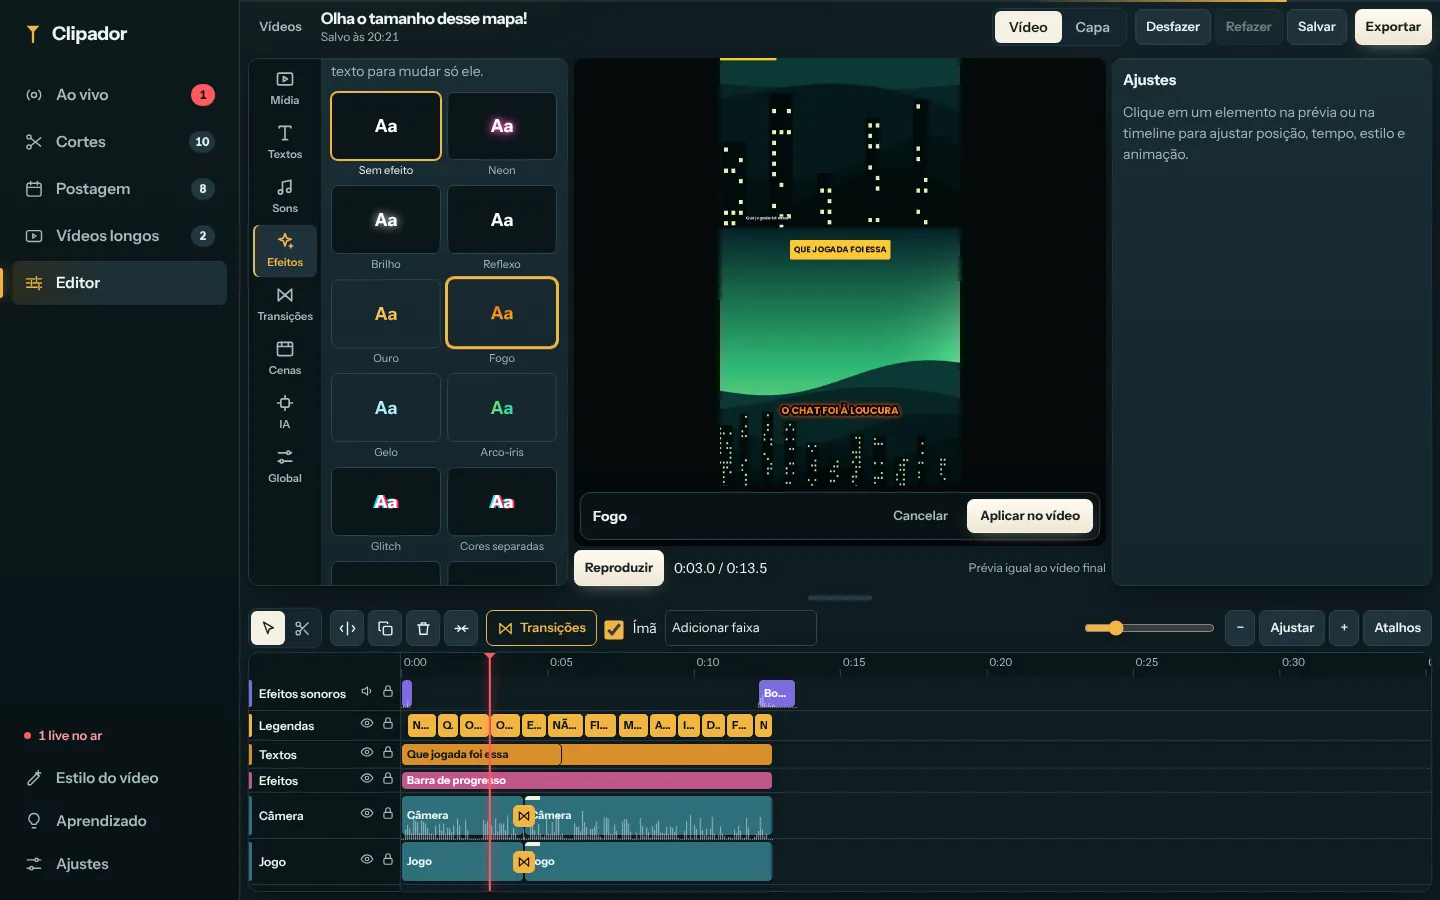 Clipador
Ao vivo 1
Cortes 10
Postagem 8
Vídeos longos 2
Editor
1 live no ar
Estilo do vídeo
Aprendizado
Ajustes
Vídeos
Olha o tamanho desse mapa!
Salvo às 20:21
Vídeo
Capa
Desfazer
Refazer
Salvar
Exportar
Mídia
Textos
Sons
Efeitos
Transições
Cenas
IA
Global
texto para mudar só ele.
Aa
Aa
Sem efeito
Neon
Aa
Aa
Brilho
Reflexo
Aa
Aa
Ouro
Fogo
Aa
Aa
Gelo
Arco-íris
Aa
Aa
Glitch
Cores separadas
QUE JOGADA FOI ESSA
O CHAT FOI À LOUCURA
Fogo
Cancelar
Aplicar no vídeo
Reproduzir
0:03.0 / 0:13.5
Prévia igual ao vídeo final
Ajustes
Clique em um elemento na prévia ou na
timeline para ajustar posição, tempo, estilo e
animação.
Transições
Ímã
Adicionar faixa
-
Ajustar
+
Atalhos
0:00 0:05 0:10 0:15 0:20 0:25 0:30
Efeitos sonoros
Bo...
Legendas
N... Q. O... O... E... NÃ... FI... M... A... I... D.. F... N
Textos
Que jogada foi essa
Efeitos
Barra de progresso
Câmera
Câmera
Câmera
Jogo
Jogo
ogo